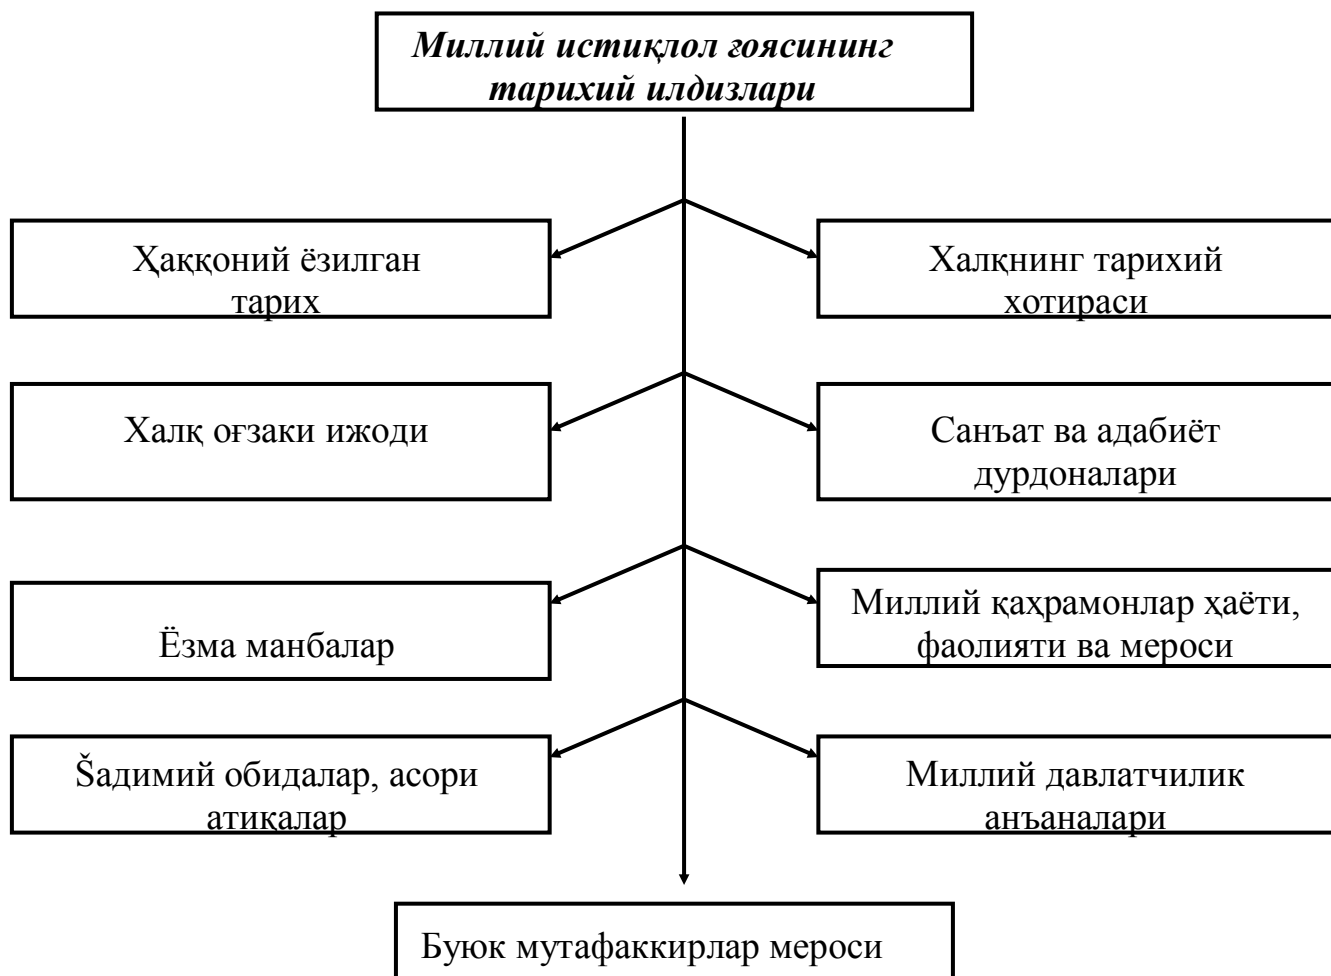 Миллий истиқлол ғоясининг
тарихий илдизлари
Ҳаққоний ёзилган
тарих
Халқнинг тарихий
хотираси
Халқ оғзаки ижоди
Санъат ва адабиёт
дурдоналари
Ёзма манбалар
Миллий қаҳрамонлар ҳаёти,
фаолияти ва мероси
Šадимий обидалар, асори
атиқалар
Миллий давлатчилик
анъаналари
Буюк мутафаккирлар мероси